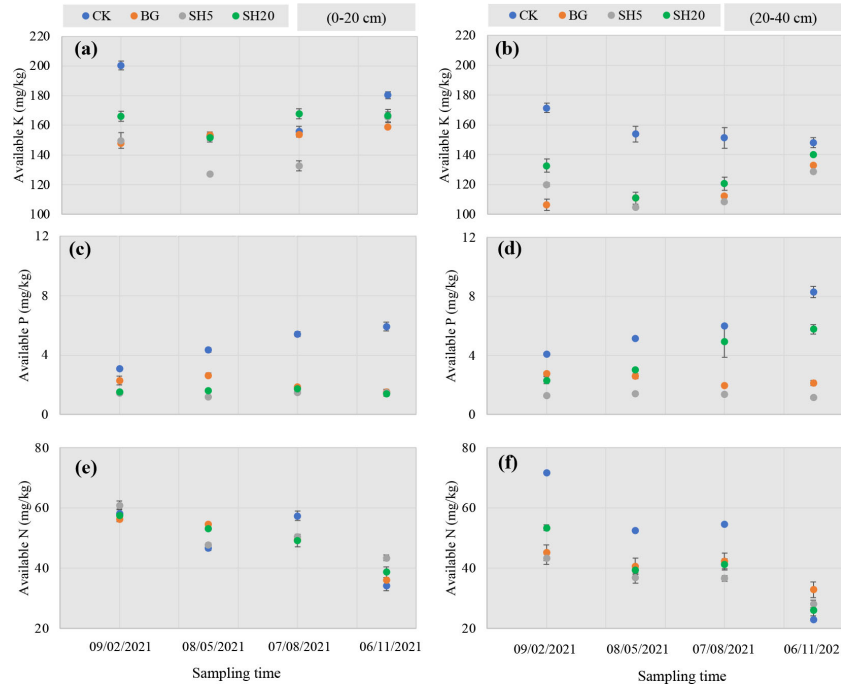 CK BG SH5 SH20 (0-20 cm)
CK BG SH5 SH20 (20-40 cm)
(a)
Available K (mg/kg)
220
200
180
160
140
120
100
(b)
Available K (mg/kg)
220
200
180
160
140
120
100
(c)
Available P (mg/kg)
12
8
4
0
(d)
Available P (mg/kg)
12
8
4
0
(e)
Available N (mg/kg)
80
60
40
20
09/02/2021 08/05/2021 07/08/2021 06/11/2021
Sampling time
(f)
Available N (mg/kg)
80
60
40
20
09/02/2021 08/05/2021 07/08/2021 06/11/202
Sampling time